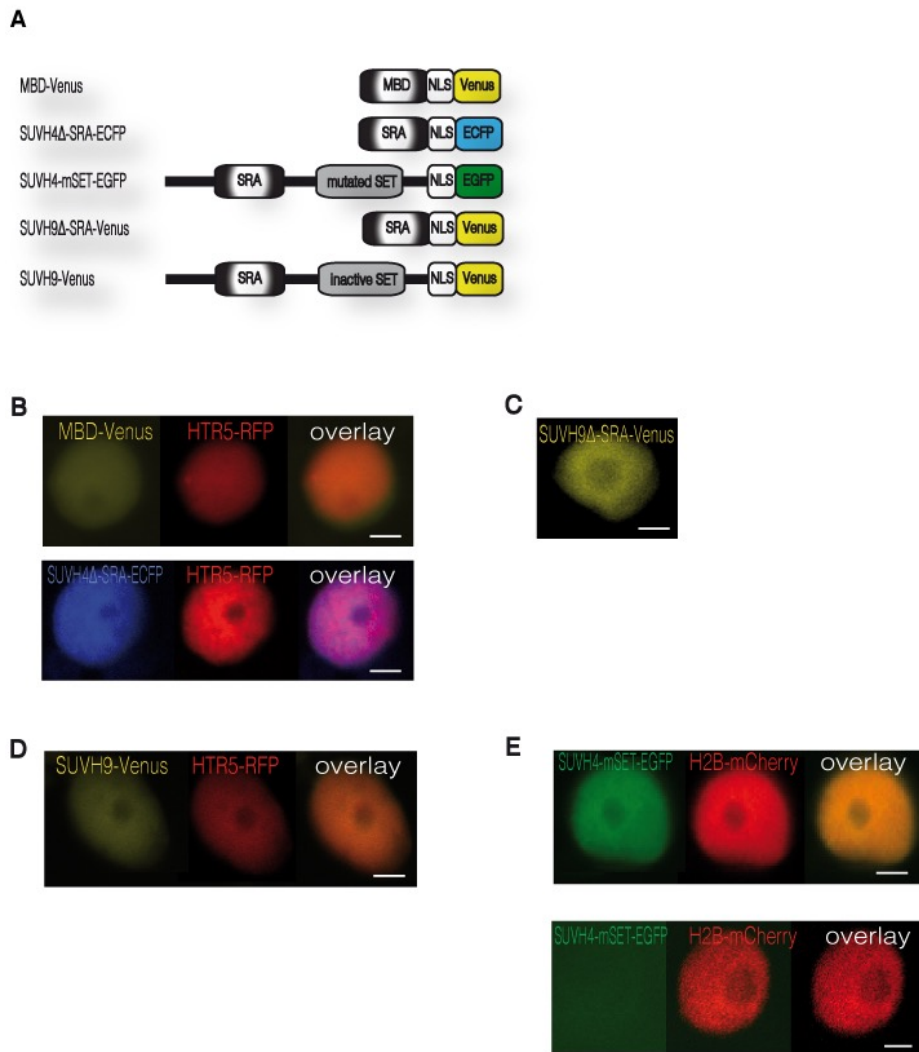 A
MBD-Venus
MBD NLS Venus
SUVH4Δ-SRA-ECFP
SRA NLS ECFP
SUVH4-mSET-EGFP
SRA mutated SET NLS EGFP
SUVH9Δ-SRA-Venus
SRA NLS Venus
SUVH9-Venus
SRA inactive SET NLS Venus
B
MBD-Venus HTR5-RFP overlay
SUVH4Δ-SRA-ECFP HTR5-RFP overlay
C
SUVH9Δ-SRA-Venus
D
SUVH9-Venus HTR5-RFP overlay
E
SUVH4-mSET-EGFP H2B-mCherry overlay
SUVH4-mSET-EGFP H2B-mCherry overlay